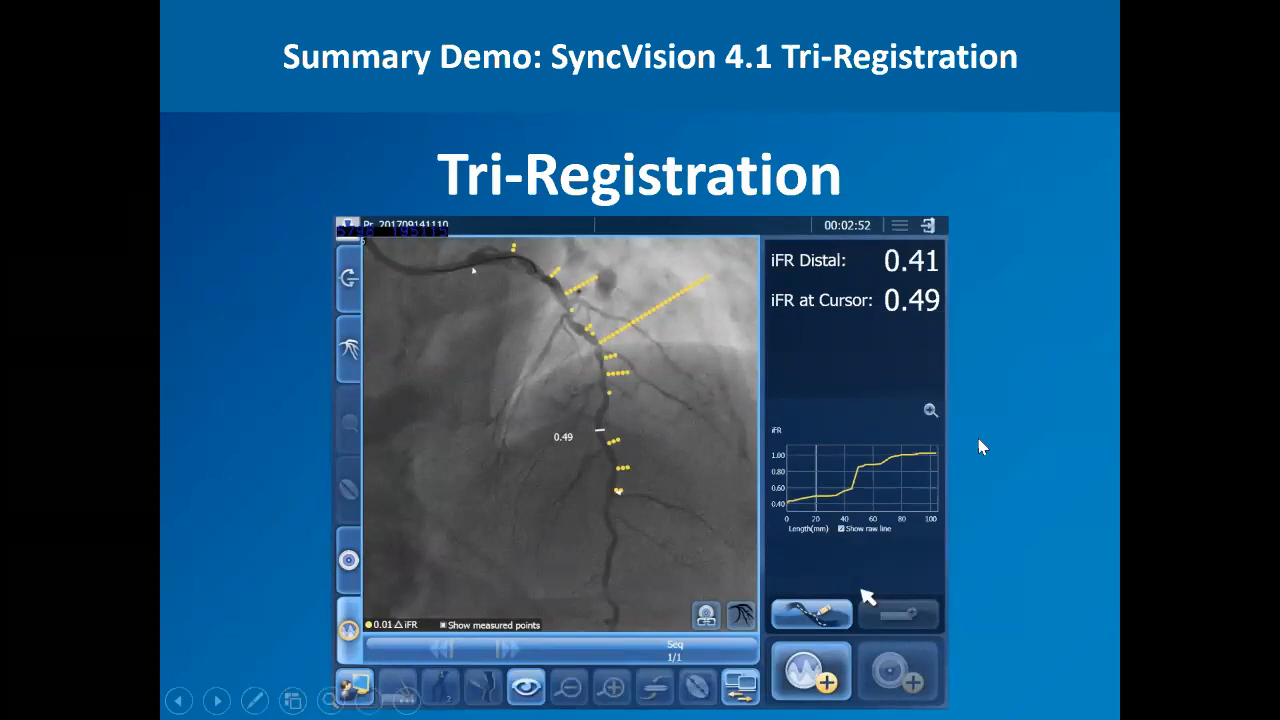 Summary Demo: SyncVision 4.1 Tri-Registration
Tri-Registration
Pr_201709141110
00:02:52
iFR Distal: 0.41
iFR at Cursor: 0.49
0.49
iFR
1.00
0.80
0.60
0.40
0 20 40 60 80 100
Length(mm) Show raw line
0.01 △ iFR Show measured points
Seq
1/1